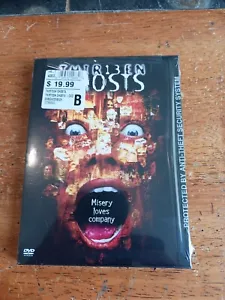 THIR13EN
GHOSTS
$ 19.99
B
Misery
loves
company
DVD
PROTECTED BY ANTI-THEFT SECURITY SYSTEM